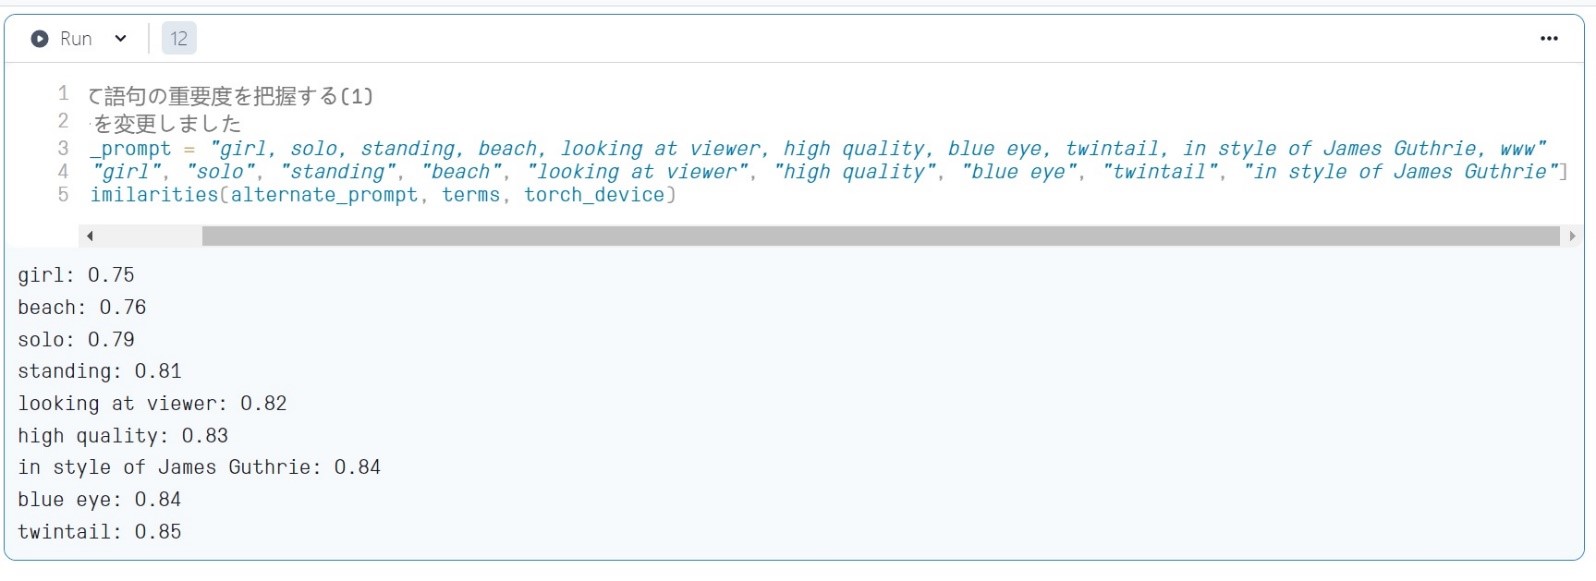 Run
12
1 て語句の重要度を把握する(1)
2 を変更しました
3 _prompt = "girl, solo, standing, beach, looking at viewer, high quality, blue eye, twintail, in style of James Guthrie, www"
4 "girl", "solo", "standing", "beach", "looking at viewer", "high quality", "blue eye", "twintail", "in style of James Guthrie"]
5 imilarities(alternate_prompt, terms, torch_device)
girl: 0.75
beach: 0.76
solo: 0.79
standing: 0.81
looking at viewer: 0.82
high quality: 0.83
in style of James Guthrie: 0.84
blue eye: 0.84
twintail: 0.85